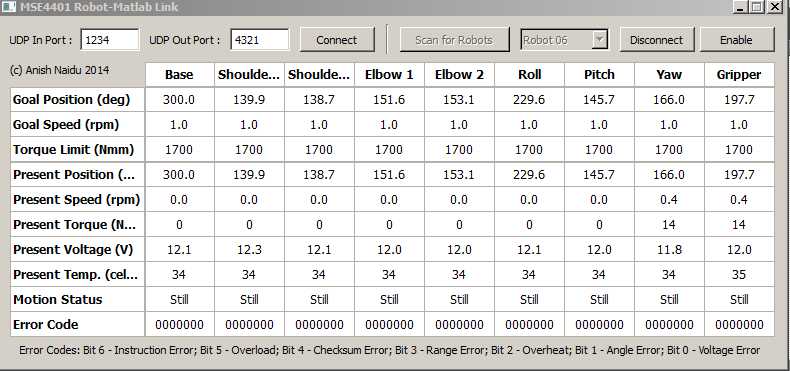 MSE4401 Robot-Matlab Link
UDP In Port : 1234 UDP Out Port : 4321 Connect Scan for Robots Robot 06 Disconnect Enable
(c) Anish Naidu 2014 Base Shoulde... Shoulde... Elbow 1 Elbow 2 Roll Pitch Yaw Gripper
Goal Position (deg) 300.0 139.9 138.7 151.6 153.1 229.6 145.7 166.0 197.7
Goal Speed (rpm) 1.0 1.0 1.0 1.0 1.0 1.0 1.0 1.0 1.0
Torque Limit (Nmm) 1700 1700 1700 1700 1700 1700 1700 1700 1700
Present Position (... 300.0 139.9 138.7 151.6 153.1 229.6 145.7 166.0 197.7
Present Speed (rpm) 0.0 0.0 0.0 0.0 0.0 0.0 0.0 0.4 0.4
Present Torque (N... 0 0 0 0 0 0 0 14 14
Present Voltage (V) 12.1 12.3 12.1 12.0 12.0 12.1 12.0 11.8 12.0
Present Temp. (cel... 34 34 34 34 34 34 34 34 35
Motion Status Still Still Still Still Still Still Still Still Still
Error Code 0000000 0000000 0000000 0000000 0000000 0000000 0000000 0000000 0000000
Error Codes: Bit 6 - Instruction Error; Bit 5 - Overload; Bit 4 - Checksum Error; Bit 3 - Range Error; Bit 2 - Overheat; Bit 1 - Angle Error; Bit 0 - Voltage Error